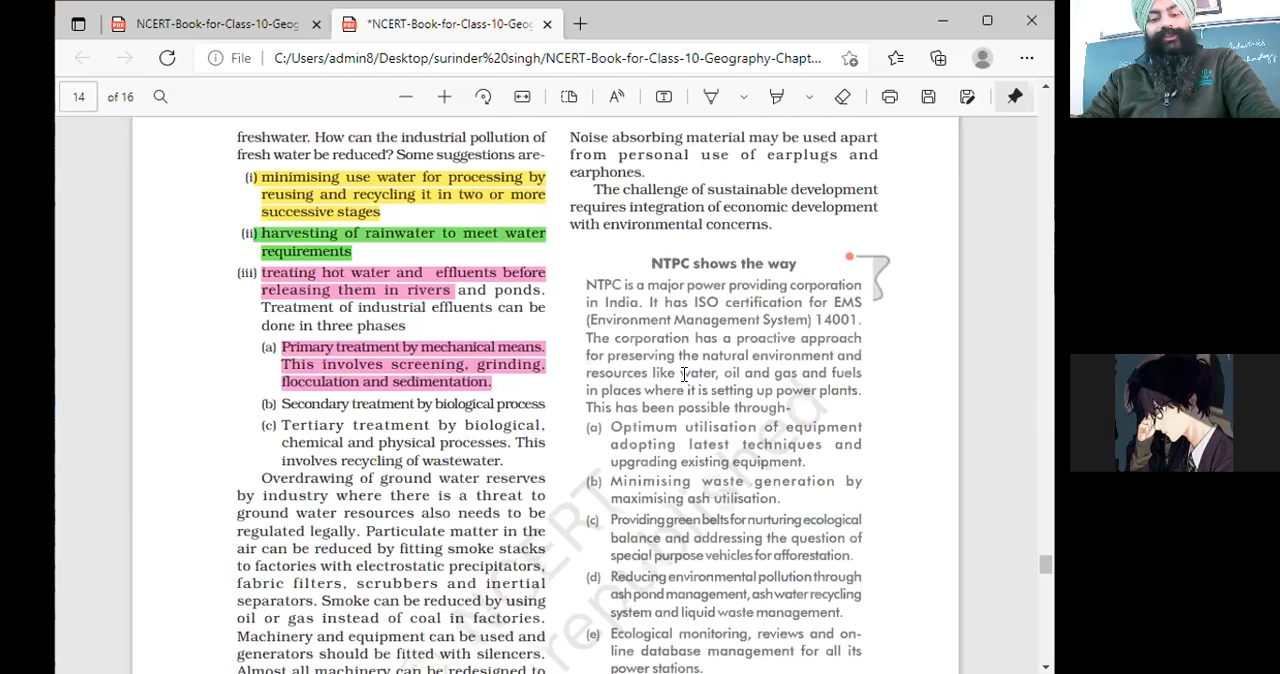 NCERT-Book-for-Class-10-Geog
*NCERT-Book-for-Class-10-Geog
File
C:/Users/admin8/Desktop/surinder%20singh/NCERT-Book-for-Class-10-Geography-Chapt...
14 of 16
freshwater. How can the industrial pollution of
fresh water be reduced? Some suggestions are-
(i) minimising use water for processing by
reusing and recycling it in two or more
successive stages
(ii) harvesting of rainwater to meet water
requirements
(iii) treating hot water and effluents before
releasing them in rivers and ponds.
Treatment of industrial effluents can be
done in three phases
(a) Primary treatment by mechanical means.
This involves screening, grinding,
flocculation and sedimentation.
(b) Secondary treatment by biological process
(c) Tertiary treatment by biological,
chemical and physical processes. This
involves recycling of wastewater.
Overdrawing of ground water reserves
by industry where there is a threat to
ground water resources also needs to be
regulated legally. Particulate matter in the
air can be reduced by fitting smoke stacks
to factories with electrostatic precipitators,
fabric filters, scrubbers and inertial
separators. Smoke can be reduced by using
oil or gas instead of coal in factories.
Machinery and equipment can be used and
generators should be fitted with silencers.
Almost all machinery can be redesigned to
Noise absorbing material may be used apart
from personal use of earplugs and
earphones.
The challenge of sustainable development
requires integration of economic development
with environmental concerns.
NTPC shows the way
NTPC is a major power providing corporation
in India. It has ISO certification for EMS
(Environment Management System) 14001.
The corporation has a proactive approach
for preserving the natural environment and
resources like water, oil and gas and fuels
in places where it is setting up power plants.
This has been possible through-
(a) Optimum utilisation of equipment
adopting latest techniques and
upgrading existing equipment.
(b) Minimising waste generation by
maximising ash utilisation.
(c) Providing green belts for nurturing ecological
balance and addressing the question of
special purpose vehicles for afforestation.
(d) Reducing environmental pollution through
ash pond management, ash water recycling
system and liquid waste management.
(e) Ecological monitoring, reviews and on-
line database management for all its
power stations.
NCERT
republished
Industries